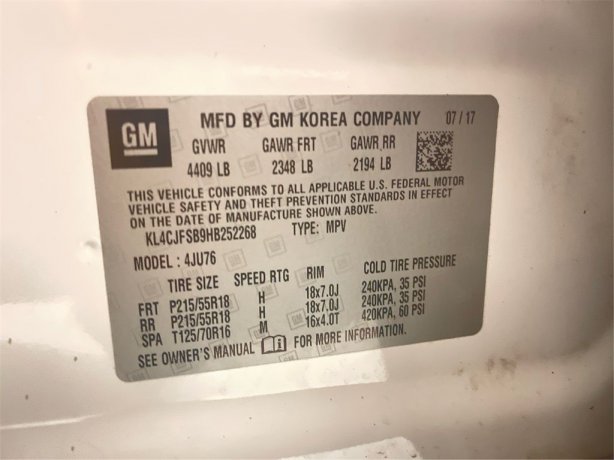 GM
MFD BY GM KOREA COMPANY 07/17
GVWR GAWR FRT GAWR RR
4409 LB 2348 LB 2194 LB
THIS VEHICLE CONFORMS TO ALL APPLICABLE U.S. FEDERAL MOTOR
VEHICLE SAFETY AND THEFT PREVENTION STANDARDS IN EFFECT
ON THE DATE OF MANUFACTURE SHOWN ABOVE.
KL4CJFSB9HB252268 TYPE: MPV
MODEL: 4JU76
TIRE SIZE SPEED RTG RIM COLD TIRE PRESSURE
FRT P215/55R18 H 18x7.0J 240KPA, 35 PSI
RR P215/55R18 H 18x7.0J 240KPA, 35 PSI
SPA T125/70R16 M 16x4.0T 420KPA, 60 PSI
SEE OWNER'S MANUAL FOR MORE INFORMATION.